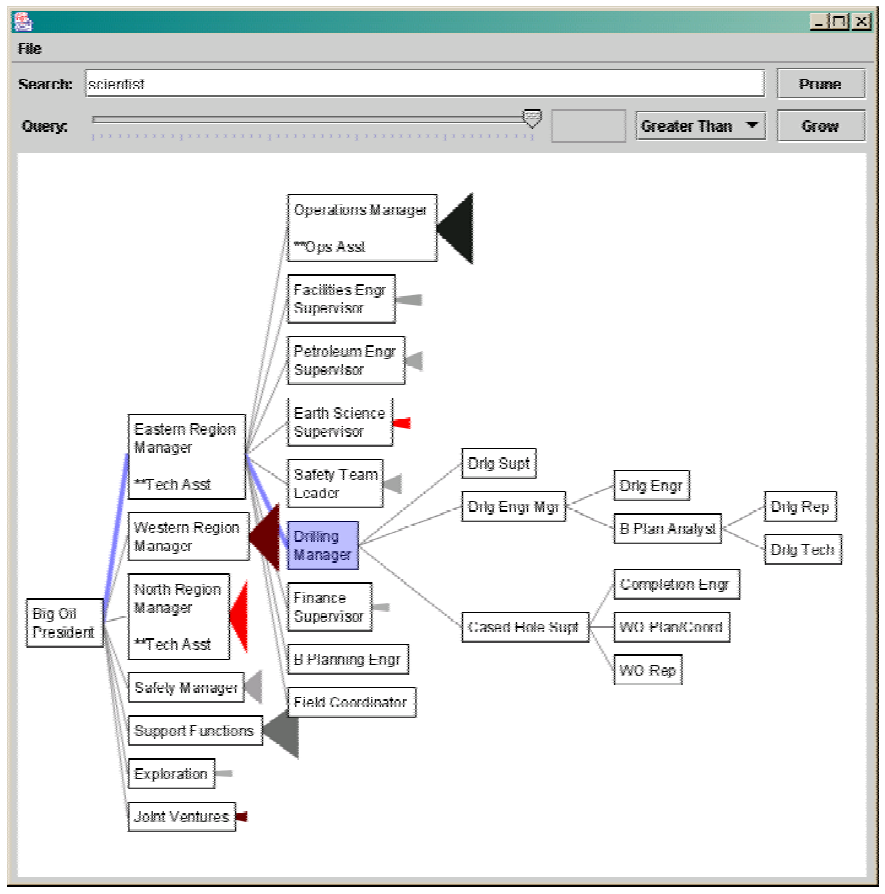 File
Search: scientist Prune
Query: Greater Than Grow
Operations Manager
**Ops Asst
Facilities Engr
Supervisor
Petroleum Engr
Supervisor
Earth Science
Supervisor
Safety Team
Leader
Drilling
Manager
Finance
Supervisor
B Planning Engr
Field Coordinator
Eastern Region
Manager
**Tech Asst
Western Region
Manager
North Region
Manager
**Tech Asst
Safety Manager
Support Functions
Exploration
Joint Ventures
Big Oil
President
Drlg Supt
Drlg Engr Mgr
Cased Hole Supt
Drlg Engr
B Plan Analyst
Completion Engr
WO Plan/Coord
WO Rep
Drlg Rep
Drlg Tech